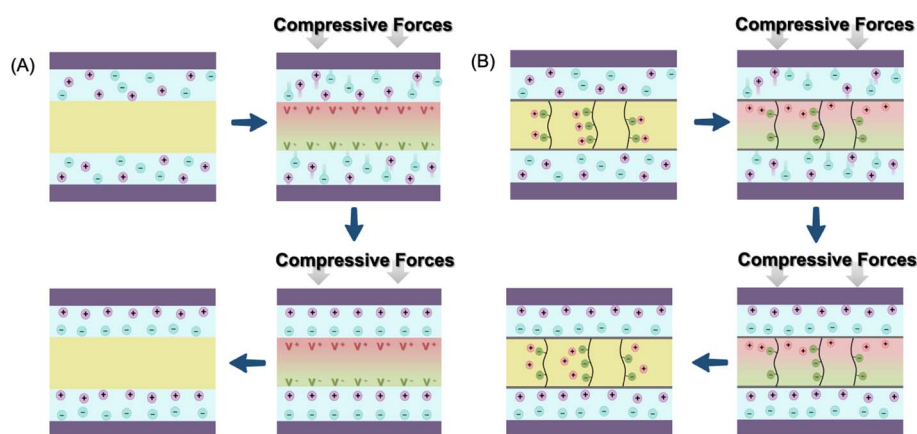 Compressive Forces
Compressive Forces
(A)
(B)
V⁺ V⁺ V⁺ V⁺ V⁺ V⁺
V⁻ V⁻ V⁻ V⁻ V⁻ V⁻
Compressive Forces
Compressive Forces
V⁺ V⁺ V⁺ V⁺ V⁺ V⁺
V⁻ V⁻ V⁻ V⁻ V⁻ V⁻